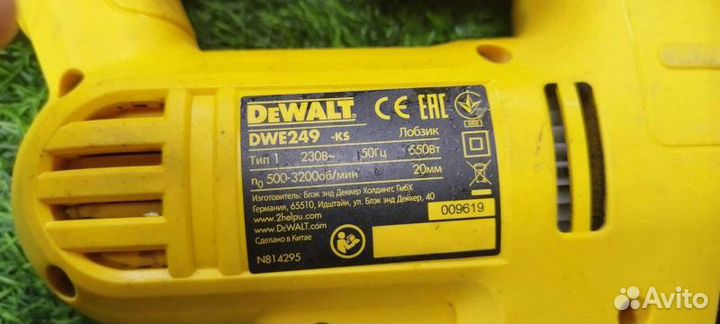 DEWALT CE EAC
DWE249 -KS Лобзик
Тип 1 230В~ 50Гц 550Вт
n₀ 500-3200об/мин 20мм
Изготовитель: Блэк энд Деккер Холдингс ГмбХ
Германия, 65510, Идштайн, ул. Блэк энд Деккер, 40
www.2helpu.com
www.DeWALT.com
009619
Сделано в Китае
N814295
Avito